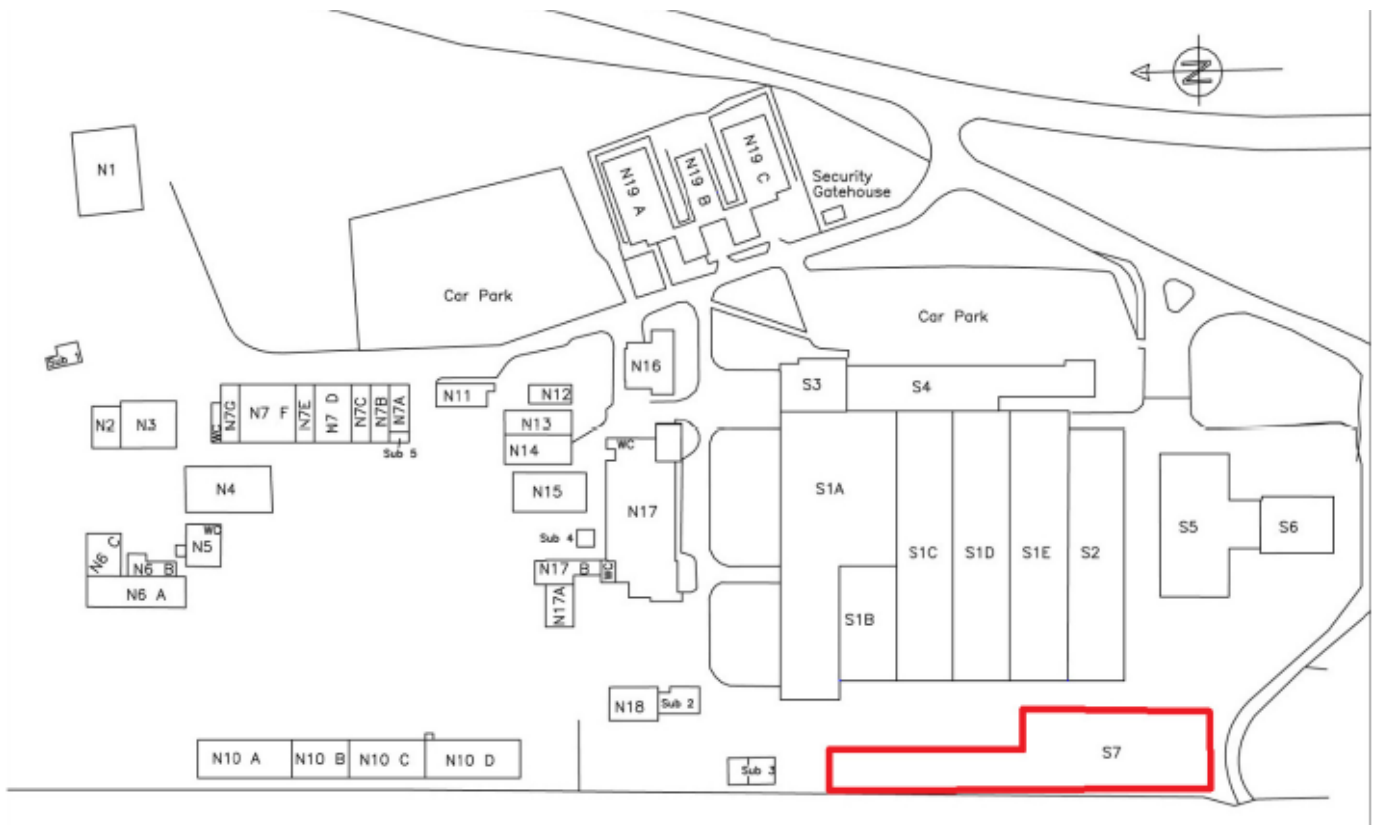 N
N1
N19 A
N19 B
N19 C
Security
Gatehouse
Car Park
Car Park
Sub 1
N16
N11
N12
S3
S4
N2
N3
WC
N7G
N7 F
N7E
N7 D
N7C
N7B
N7A
Sub 5
N13
N14
WC
N4
N15
N17
S1A
S1C
S1D
S1E
S2
S5
S6
N6 C
WC
N5
Sub 4
N6 B
N17 B
WC
N6 A
N17A
S1B
N18
Sub 2
N10 A
N10 B
N10 C
N10 D
Sub 3
S7